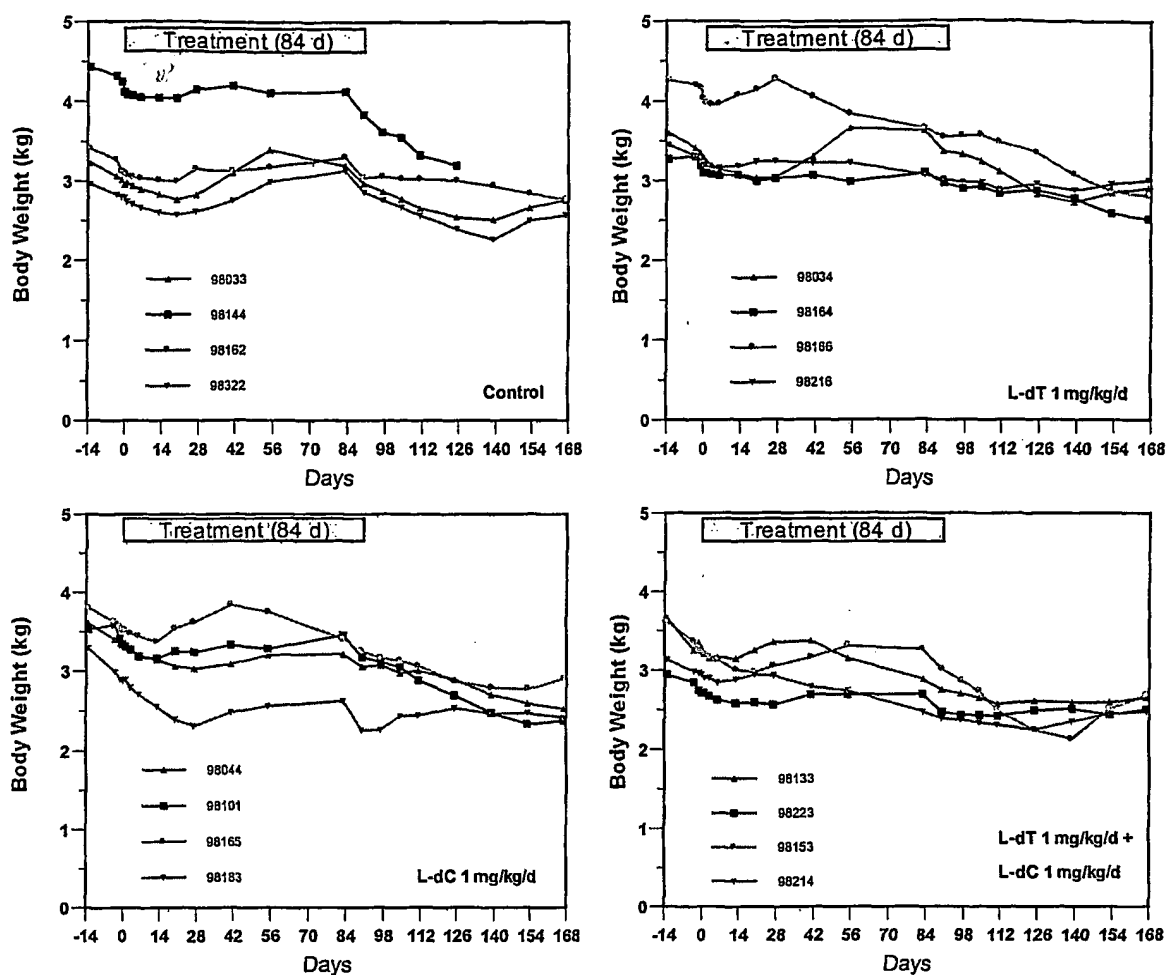 5
Treatment (84 d)
4
3
2
1
0
Body Weight (kg)
98033
98144
98162
98322
Control
-14 0 14 28 42 56 70 84 98 112 126 140 154 168
Days
5
Treatment (84 d)
4
3
2
1
0
Body Weight (kg)
98034
98164
98166
98216
L-dT 1 mg/kg/d
-14 0 14 28 42 56 70 84 98 112 126 140 154 168
Days
5
Treatment (84 d)
4
3
2
1
0
Body Weight (kg)
98044
98101
98165
98183
L-dC 1 mg/kg/d
-14 0 14 28 42 56 70 84 98 112 126 140 154 168
Days
5
Treatment (84 d)
4
3
2
1
0
Body Weight (kg)
98133
98223
98153
98214
L-dT 1 mg/kg/d +
L-dC 1 mg/kg/d
-14 0 14 28 42 56 70 84 98 112 126 140 154 168
Days